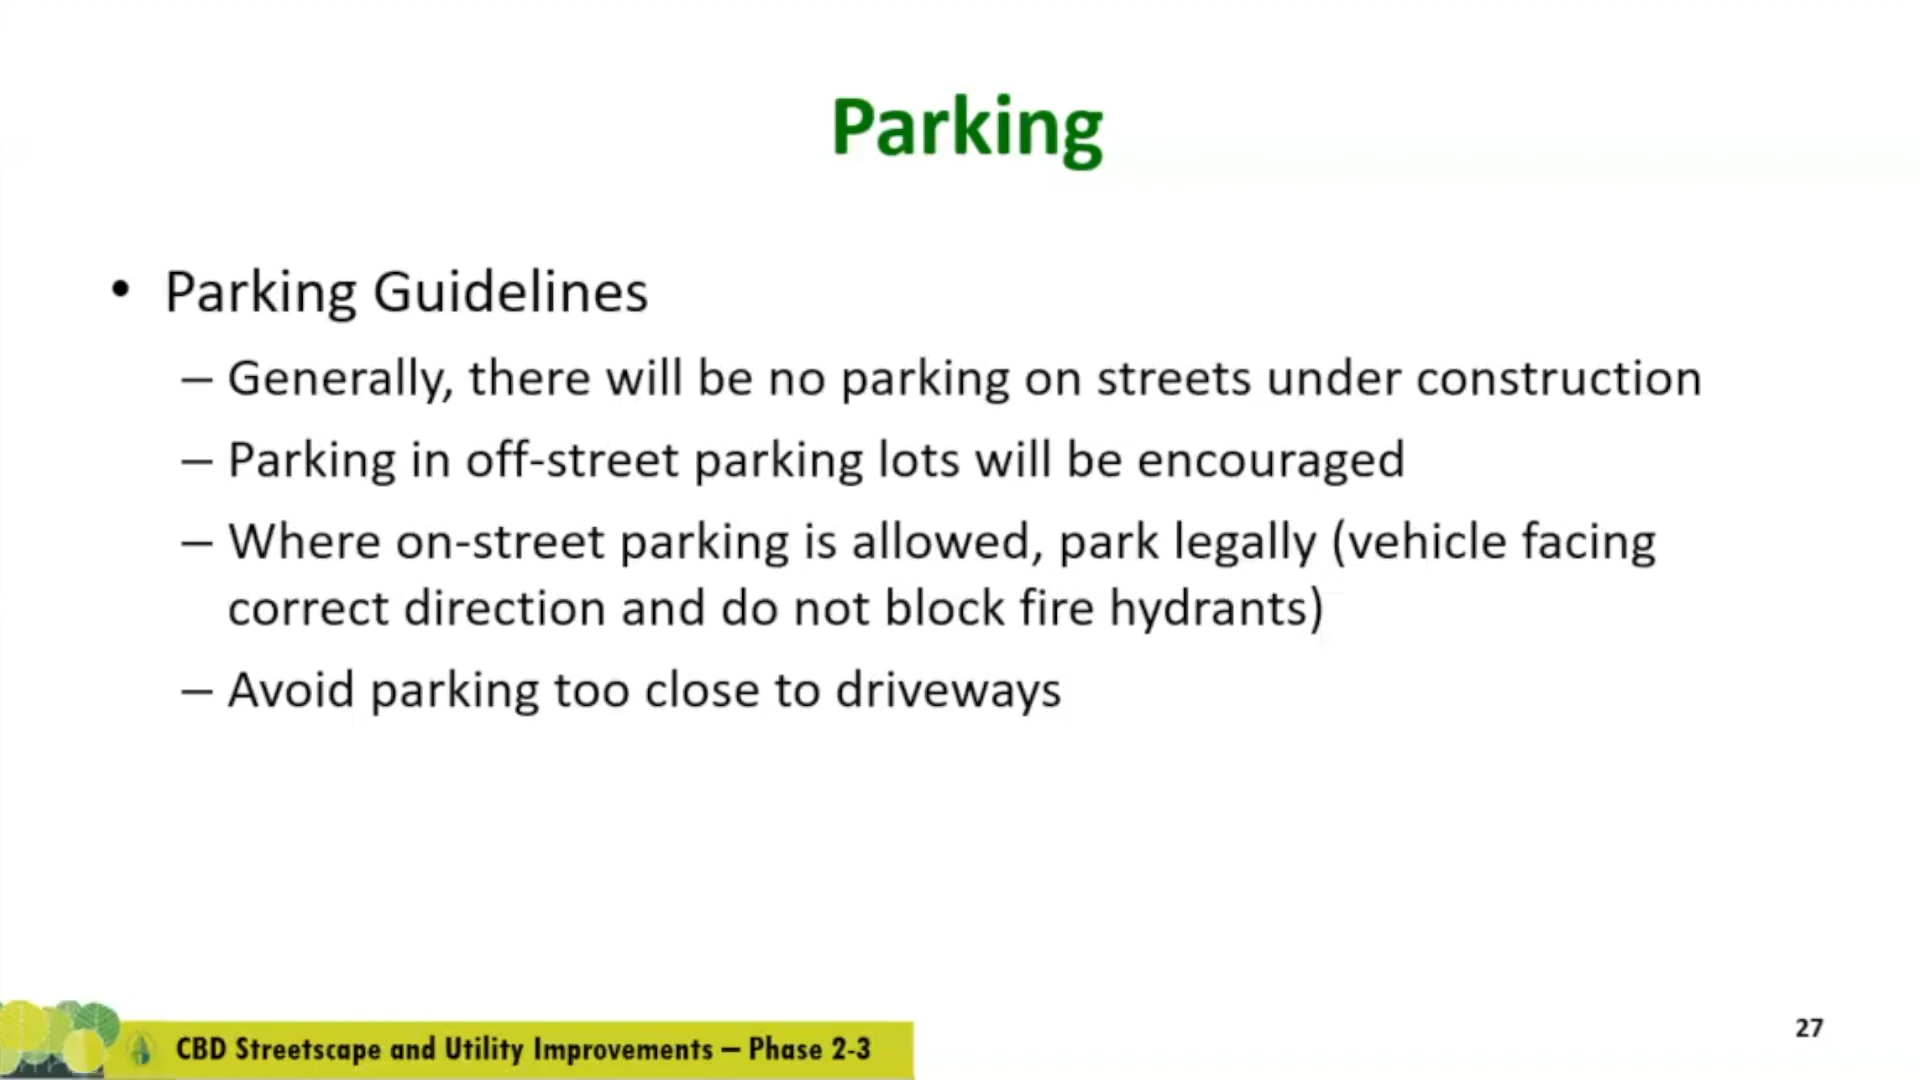 Parking
• Parking Guidelines
– Generally, there will be no parking on streets under construction
– Parking in off-street parking lots will be encouraged
– Where on-street parking is allowed, park legally (vehicle facing
correct direction and do not block fire hydrants)
– Avoid parking too close to driveways
CBD Streetscape and Utility Improvements – Phase 2-3
27